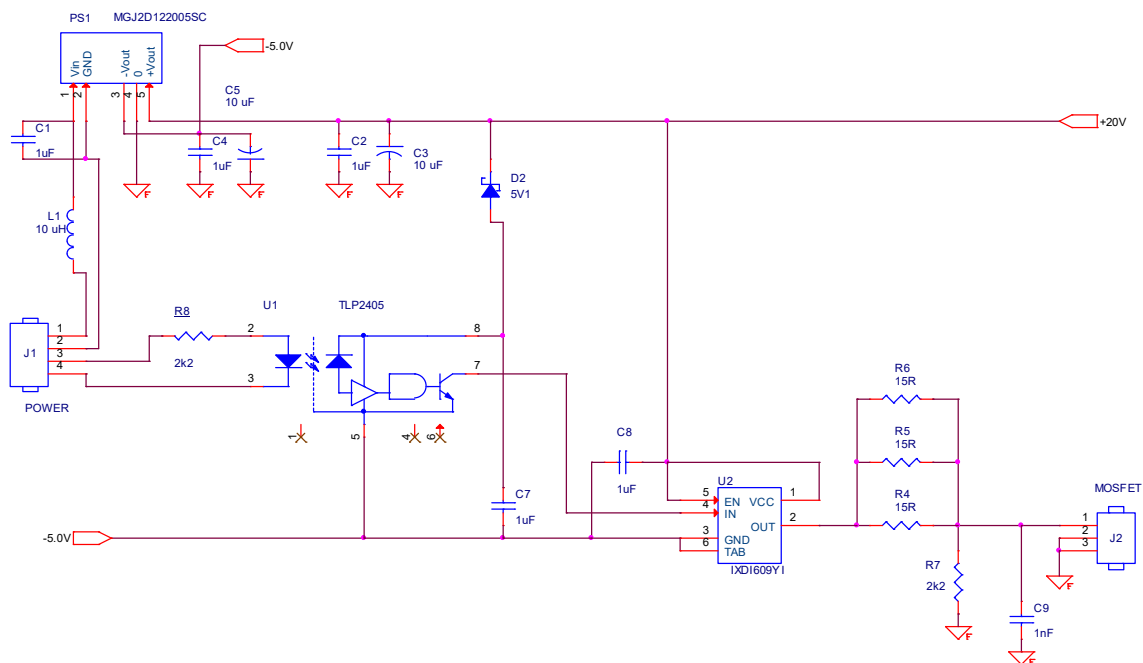 PS1 MGJ2D122005SC
Vin
GND
-Vout
0
+Vout
1
2
3
4
5
-5.0V
C5
10 uF
C1
1uF
C4
1uF
C2
1uF
C3
10 uF
+20V
D2
5V1
F
F
F
F
F
L1
10 uH
R8
2k2
U1
TLP2405
2
3
8
7
1
5
4
6
J1
1
2
3
4
POWER
R6
15R
R5
15R
R4
15R
C8
1uF
C7
1uF
-5.0V
U2
5
4
3
6
EN
IN
GND
TAB
VCC
OUT
1
2
IXDI609YI
MOSFET
1
2
3
J2
F
R7
2k2
F
C9
1nF
F